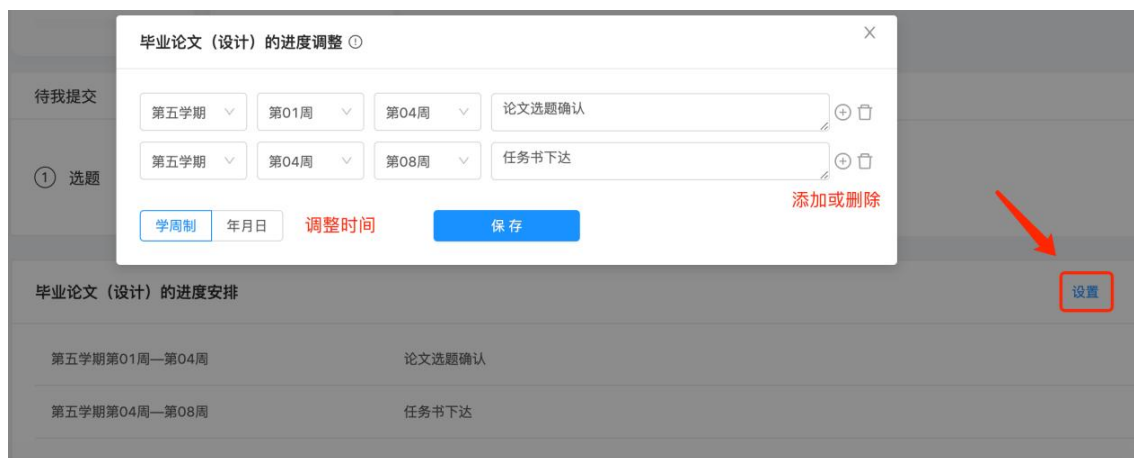 毕业论文（设计）的进度调整
待我提交
第五学期 第01周 第04周 论文选题确认
第五学期 第04周 第08周 任务书下达
① 选题
添加或删除
学周制 年月日 调整时间 保存
毕业论文（设计）的进度安排 设置
第五学期第01周—第04周 论文选题确认
第五学期第04周—第08周 任务书下达